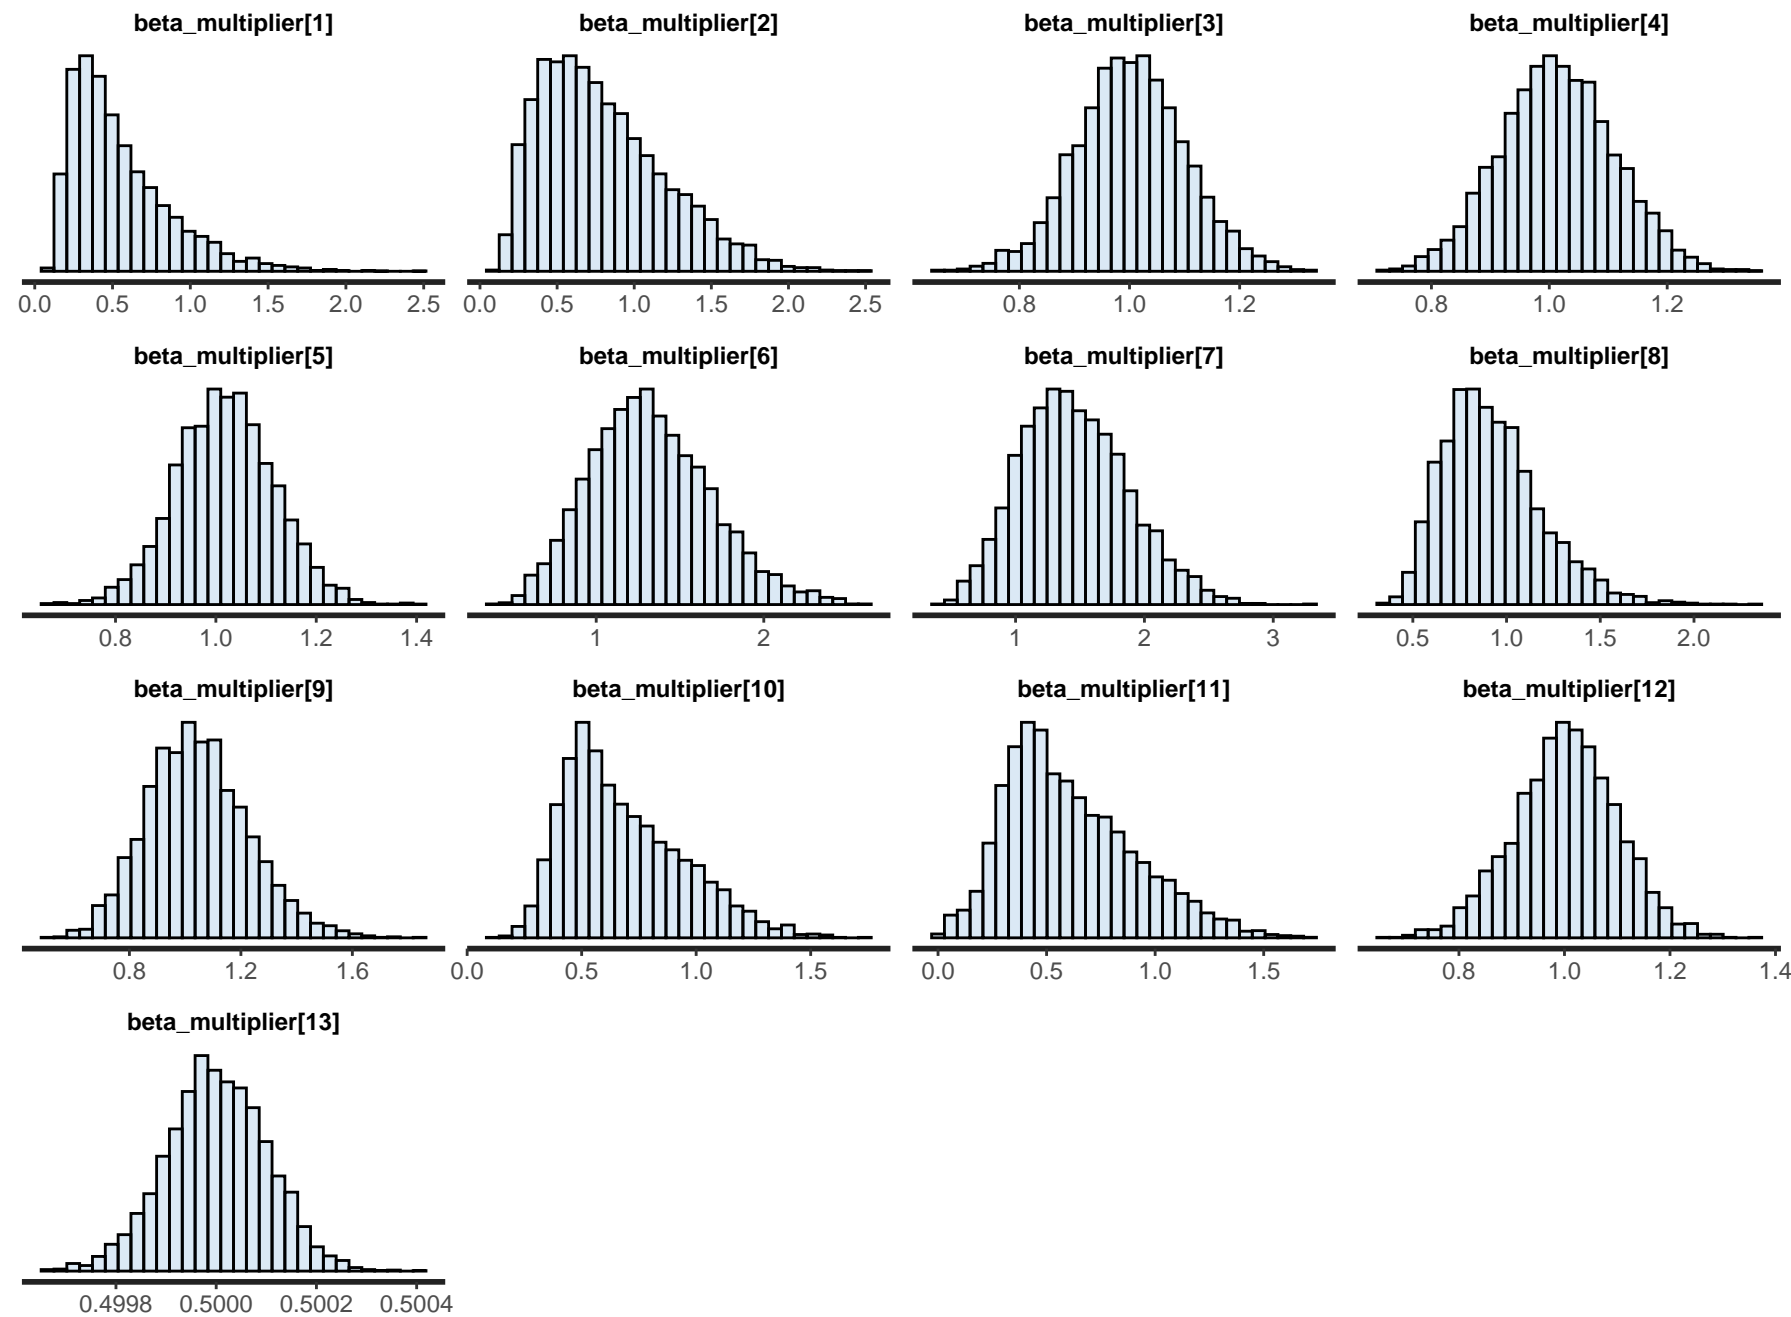 beta_multiplier[1] beta_multiplier[2] beta_multiplier[3] beta_multiplier[4]
0.0 0.5 1.0 1.5 2.0 2.5 0.0 0.5 1.0 1.5 2.0 2.5 0.8 1.0 1.2 0.8 1.0 1.2
beta_multiplier[5] beta_multiplier[6] beta_multiplier[7] beta_multiplier[8]
0.8 1.0 1.2 1.4 1 2 1 2 3 0.5 1.0 1.5 2.0
beta_multiplier[9] beta_multiplier[10] beta_multiplier[11] beta_multiplier[12]
0.8 1.2 1.6 0.0 0.5 1.0 1.5 0.0 0.5 1.0 1.5 0.8 1.0 1.2 1.4
beta_multiplier[13]
0.4998 0.5000 0.5002 0.5004